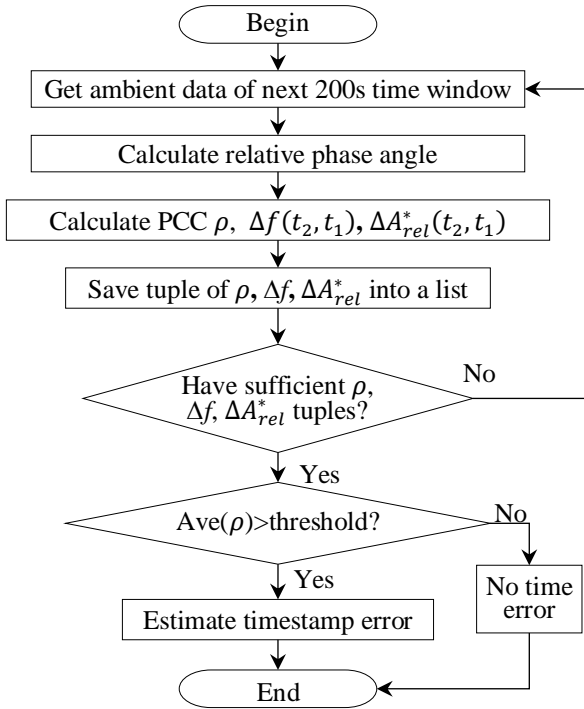 Begin
Get ambient data of next 200s time window
Calculate relative phase angle
Calculate PCC ρ, Δf(t₂, t₁), ΔA*ᵣₑₗ(t₂, t₁)
Save tuple of ρ, Δf, ΔA*ᵣₑₗ into a list
Have sufficient ρ,
Δf, ΔA*ᵣₑₗ tuples?
No
Yes
Ave(ρ)>threshold?
No
Yes
No time
error
Estimate timestamp error
End